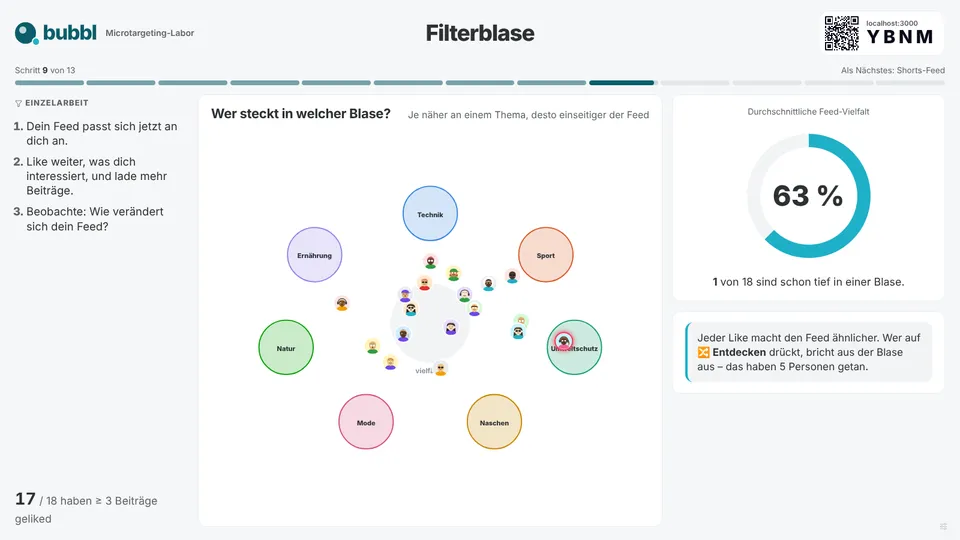 bubbl Microtargeting-Labor
Filterblase
localhost:3000
YBNM
Schritt 9 von 13
Als Nächstes: Shorts-Feed
EINZELARBEIT
1. Dein Feed passt sich jetzt an
dich an.
2. Like weiter, was dich
interessiert, und lade mehr
Beiträge.
3. Beobachte: Wie verändert
sich dein Feed?
17 / 18 haben ≥ 3 Beiträge
geliked
Wer steckt in welcher Blase?
Je näher an einem Thema, desto einseitiger der Feed
Technik
Ernährung
Sport
Natur
Mode
Naschen
Durchschnittliche Feed-Vielfalt
63 %
1 von 18 sind schon tief in einer Blase.
Jeder Like macht den Feed ähnlicher. Wer auf
🔀 Entdecken drückt, bricht aus der Blase
aus – das haben 5 Personen getan.